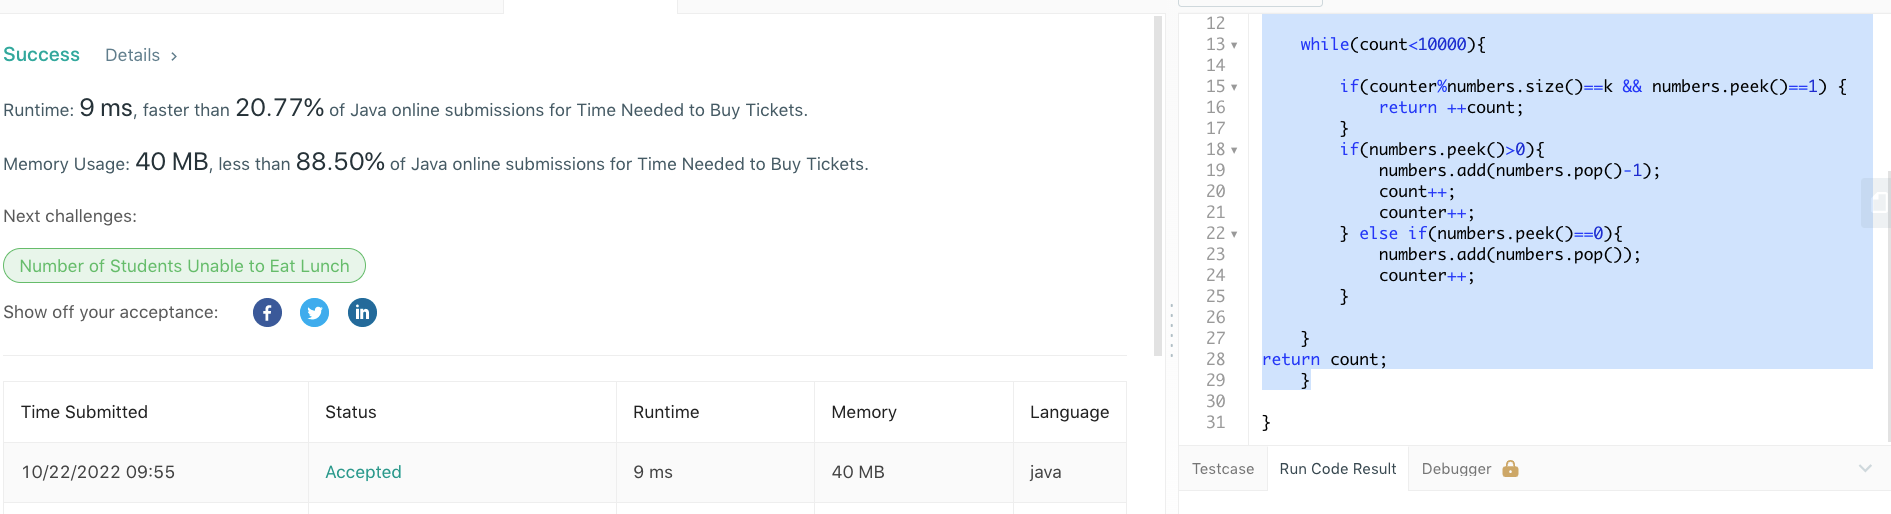 Success Details >
Runtime: 9 ms, faster than 20.77% of Java online submissions for Time Needed to Buy Tickets.
Memory Usage: 40 MB, less than 88.50% of Java online submissions for Time Needed to Buy Tickets.
Next challenges:
Number of Students Unable to Eat Lunch
Show off your acceptance:
f
in
Time Submitted Status Runtime Memory Language
10/22/2022 09:55 Accepted 9 ms 40 MB java
12
13 while(count<10000){
14
15 if(counter%numbers.size()==k && numbers.peek()==1) {
16 return ++count;
17 }
18 if(numbers.peek()>0){
19 numbers.add(numbers.pop()-1);
20 count++;
21 counter++;
22 } else if(numbers.peek()==0){
23 numbers.add(numbers.pop());
24 counter++;
25 }
26
27 }
28 return count;
29 }
30
31 }
Testcase Run Code Result Debugger